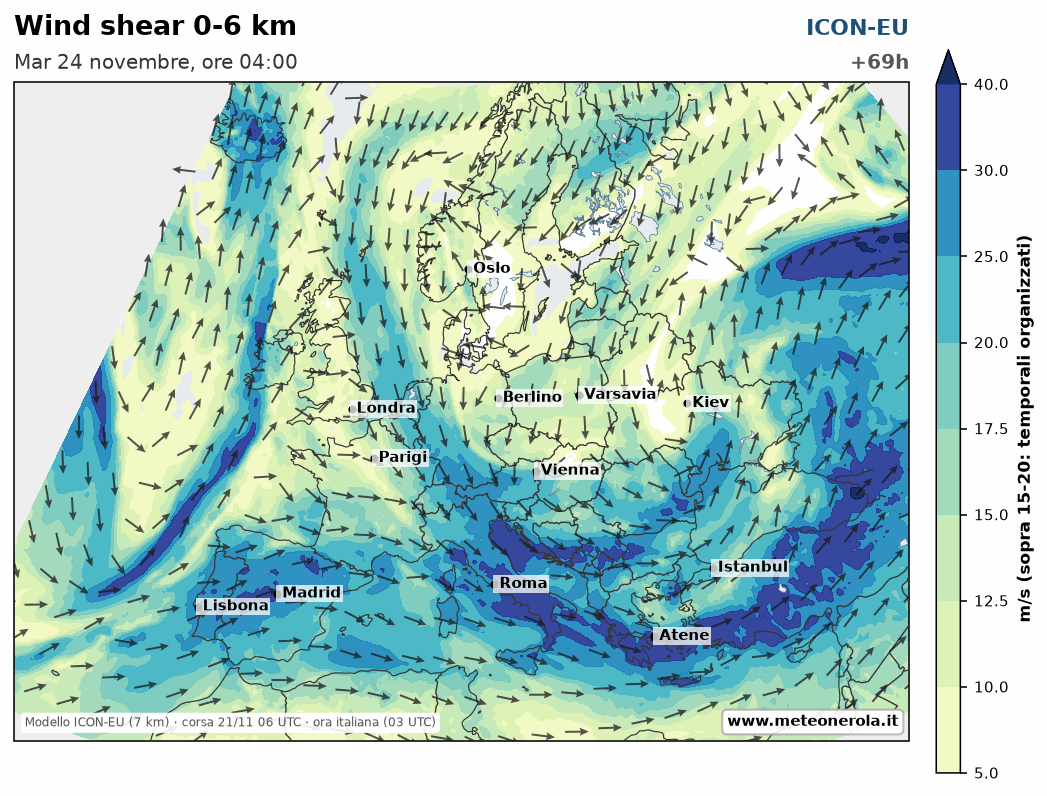 Wind shear 0-6 km
ICON-EU
Mar 24 novembre, ore 04:00
+69h
40.0
30.0
25.0
20.0
17.5
15.0
12.5
10.0
5.0
m/s (sopra 15-20: temporali organizzati)
Oslo
Londra
Berlino
Varsavia
Kiev
Parigi
Vienna
Istanbul
Roma
Madrid
Lisbona
Atene
Modello ICON-EU (7 km) · corsa 21/11 06 UTC · ora italiana (03 UTC)
www.meteonerola.it